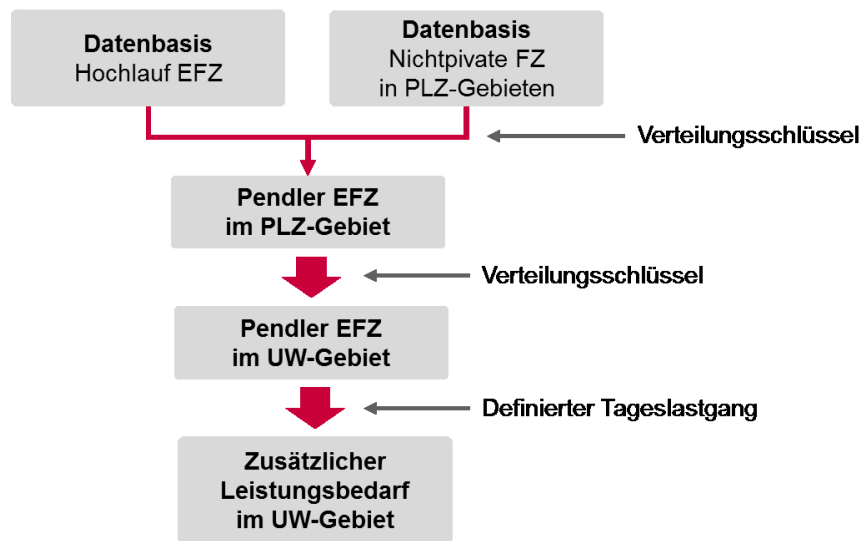 Datenbasis
Hochlauf EFZ
Datenbasis
Nichtpivate FZ
in PLZ-Gebieten
Verteilungsschlüssel
Pendler EFZ
im PLZ-Gebiet
Verteilungsschlüssel
Pendler EFZ
im UW-Gebiet
Definierter Tageslastgang
Zusätzlicher
Leistungsbedarf
im UW-Gebiet